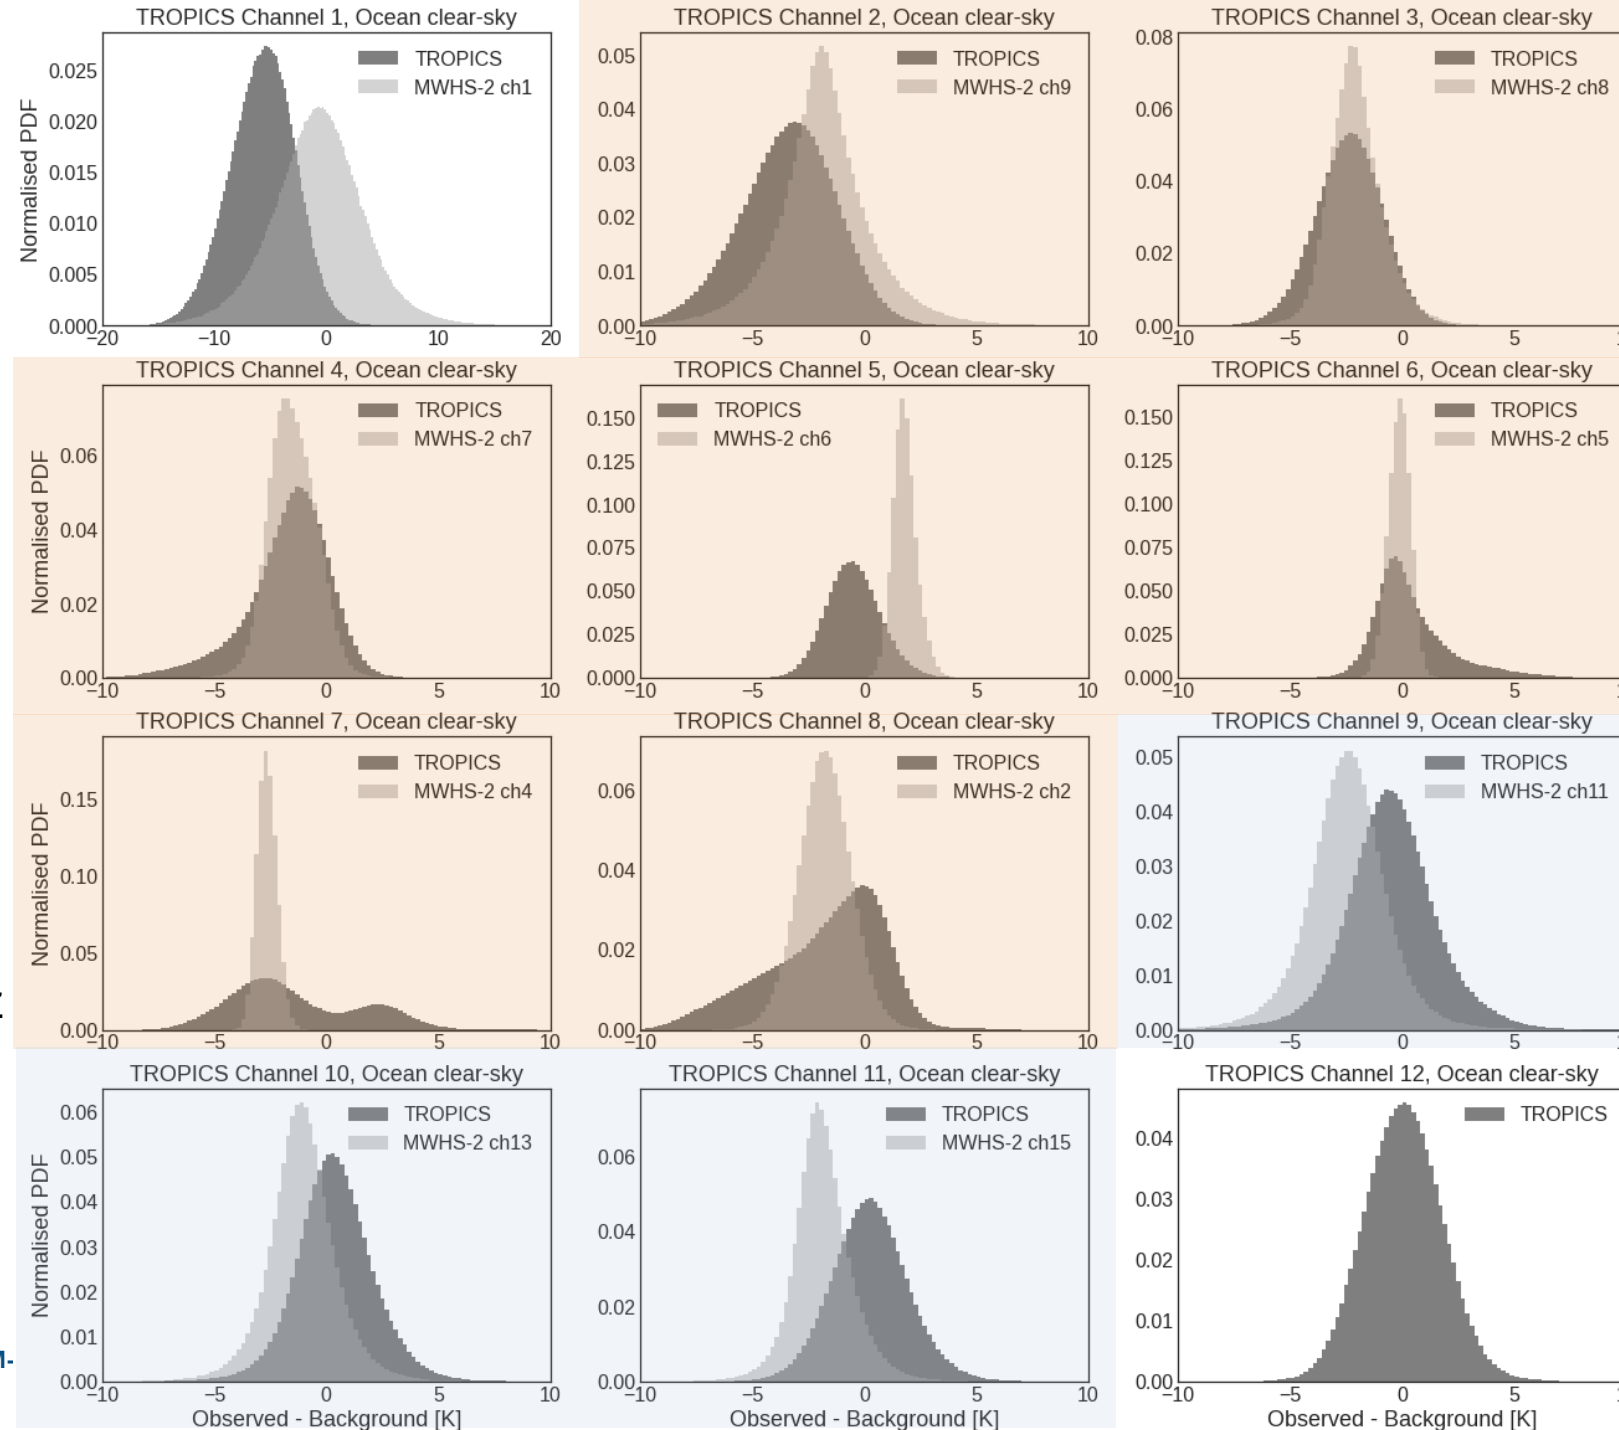 TROPICS Channel 1, Ocean clear-sky
TROPICS
MWHS-2 ch1
Normalised PDF
0.025
0.020
0.015
0.010
0.005
0.000
−20 −10 0 10 20
TROPICS Channel 2, Ocean clear-sky
TROPICS
MWHS-2 ch9
0.05
0.04
0.03
0.02
0.01
0.00
−10 −5 0 5 10
TROPICS Channel 3, Ocean clear-sky
TROPICS
MWHS-2 ch8
0.08
0.06
0.04
0.02
0.00
−10 −5 0 5
TROPICS Channel 4, Ocean clear-sky
TROPICS
MWHS-2 ch7
Normalised PDF
0.06
0.04
0.02
0.00
−10 −5 0 5 10
TROPICS Channel 5, Ocean clear-sky
TROPICS
MWHS-2 ch6
0.150
0.125
0.100
0.075
0.050
0.025
0.000
−10 −5 0 5 10
TROPICS Channel 6, Ocean clear-sky
TROPICS
MWHS-2 ch5
0.150
0.125
0.100
0.075
0.050
0.025
0.000
−10 −5 0 5
TROPICS Channel 7, Ocean clear-sky
TROPICS
MWHS-2 ch4
Normalised PDF
0.15
0.10
0.05
0.00
−10 −5 0 5 10
TROPICS Channel 8, Ocean clear-sky
TROPICS
MWHS-2 ch2
0.06
0.04
0.02
0.00
−10 −5 0 5 10
TROPICS Channel 9, Ocean clear-sky
TROPICS
MWHS-2 ch11
0.05
0.04
0.03
0.02
0.01
0.00
−10 −5 0 5
TROPICS Channel 10, Ocean clear-sky
TROPICS
MWHS-2 ch13
Normalised PDF
0.06
0.05
0.04
0.03
0.02
0.01
0.00
−10 −5 0 5 10
Observed - Background [K]
TROPICS Channel 11, Ocean clear-sky
TROPICS
MWHS-2 ch15
0.06
0.04
0.02
0.00
−10 −5 0 5 10
Observed - Background [K]
TROPICS Channel 12, Ocean clear-sky
TROPICS
0.04
0.03
0.02
0.01
0.00
−10 −5 0 5
Observed - Background [K]